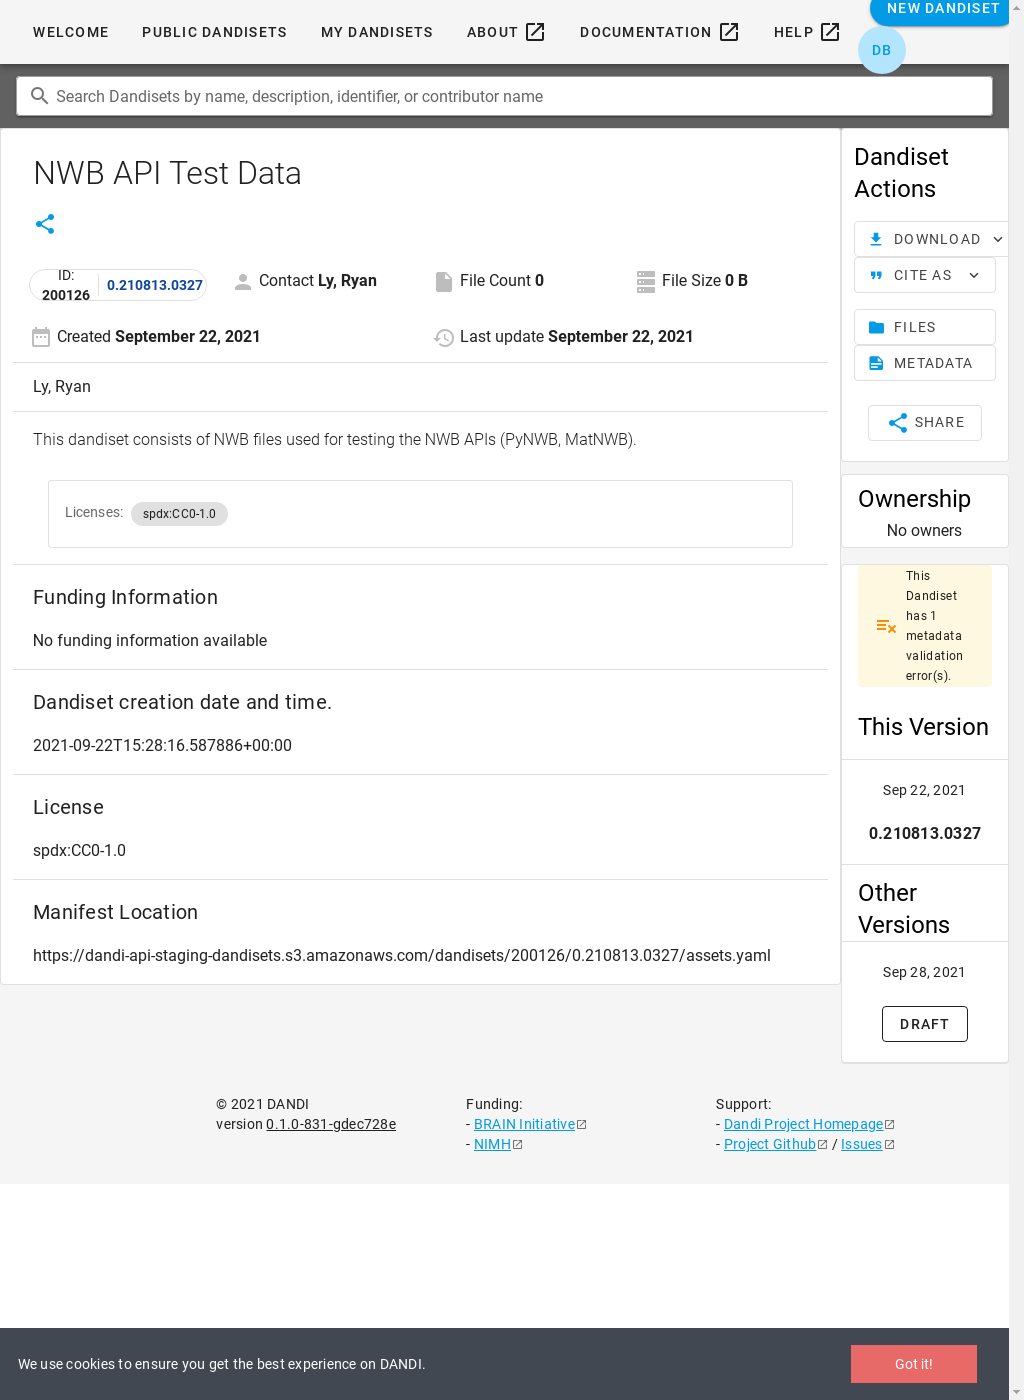 WELCOME
PUBLIC DANDISETS
MY DANDISETS
ABOUT
DOCUMENTATION
HELP
NEW DANDISET
DB
Search Dandisets by name, description, identifier, or contributor name
NWB API Test Data
ID:
200126
0.210813.0327
Contact Ly, Ryan
File Count 0
File Size 0 B
Created September 22, 2021
Last update September 22, 2021
Ly, Ryan
This dandiset consists of NWB files used for testing the NWB APIs (PyNWB, MatNWB).
Licenses:
spdx:CC0-1.0
Funding Information
No funding information available
Dandiset creation date and time.
2021-09-22T15:28:16.587886+00:00
License
spdx:CC0-1.0
Manifest Location
https://dandi-api-staging-dandisets.s3.amazonaws.com/dandisets/200126/0.210813.0327/assets.yaml
Dandiset
Actions
DOWNLOAD
CITE AS
FILES
METADATA
SHARE
Ownership
No owners
This
Dandiset
has 1
metadata
validation
error(s).
This Version
Sep 22, 2021
0.210813.0327
Other
Versions
Sep 28, 2021
DRAFT
© 2021 DANDI
version 0.1.0-831-gdec728e
Funding:
- BRAIN Initiative
- NIMH
Support:
- Dandi Project Homepage
- Project Github / Issues
We use cookies to ensure you get the best experience on DANDI.
Got it!